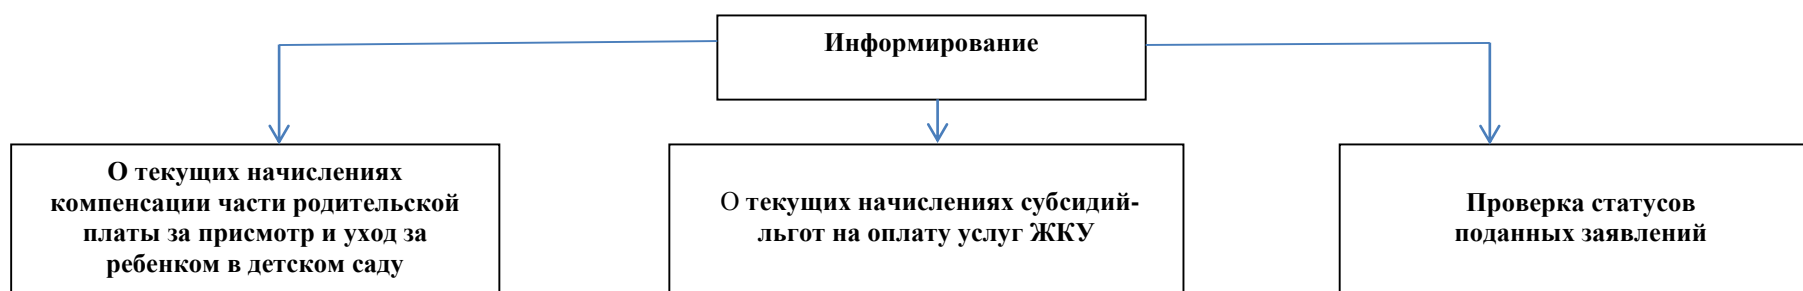 Информирование
О текущих начислениях
компенсации части родительской
платы за присмотр и уход за
ребенком в детском саду
О текущих начислениях субсидий-
льгот на оплату услуг ЖКУ
Проверка статусов
поданных заявлений